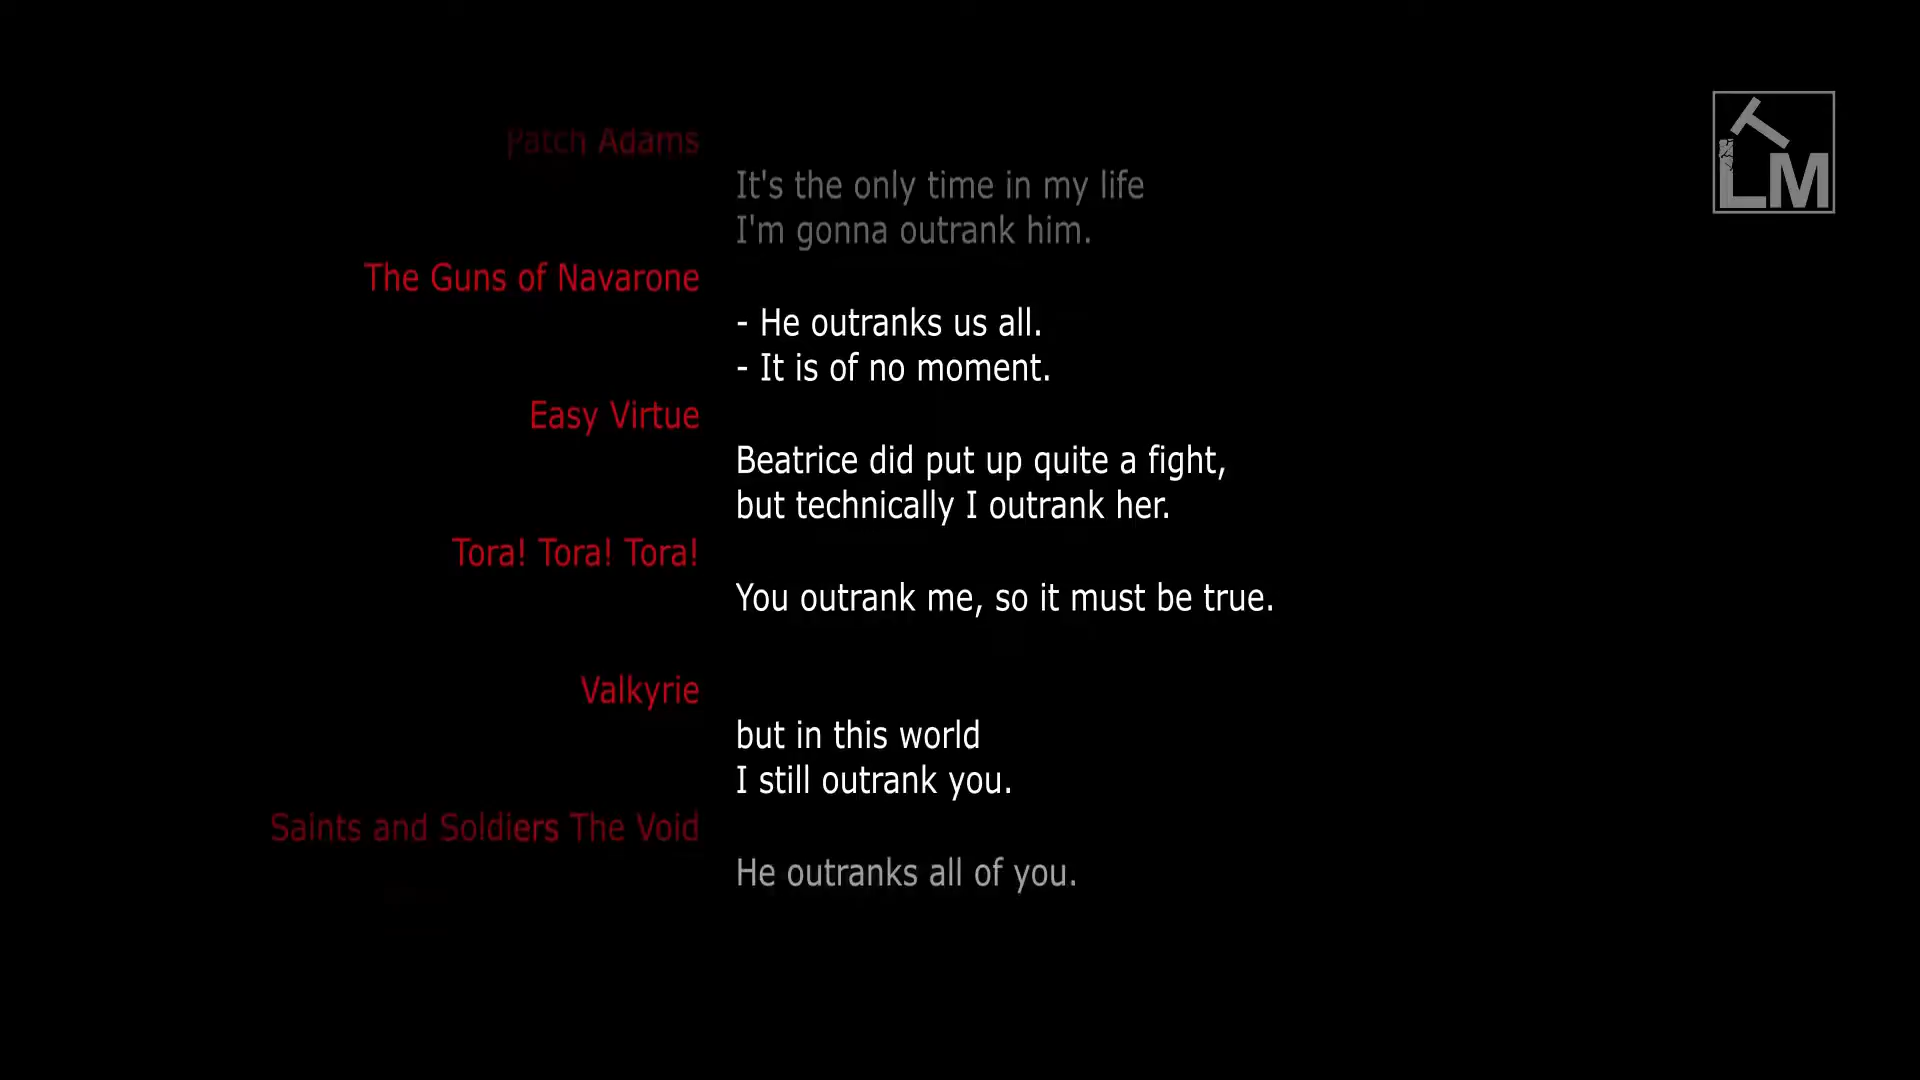 Patch Adams
It's the only time in my life
I'm gonna outrank him.
The Guns of Navarone
- He outranks us all.
- It is of no moment.
Easy Virtue
Beatrice did put up quite a fight,
but technically I outrank her.
Tora! Tora! Tora!
You outrank me, so it must be true.
Valkyrie
but in this world
I still outrank you.
Saints and Soldiers The Void
He outranks all of you.
LTM